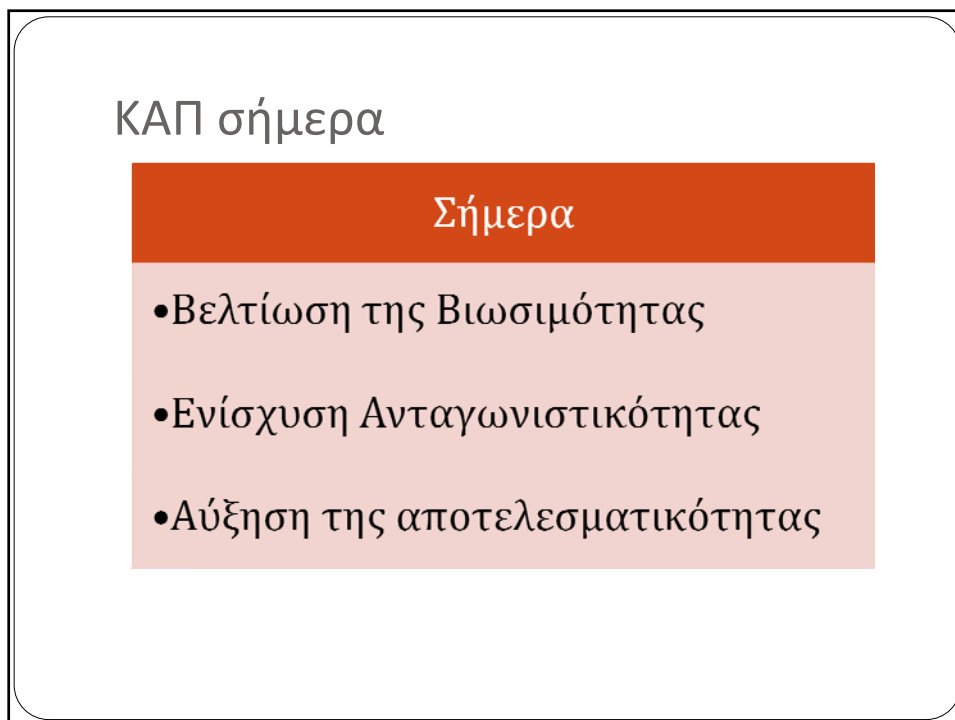 ΚΑΠ σήμερα
Σήμερα
•Βελτίωση της Βιωσιμότητας
•Ενίσχυση Ανταγωνιστικότητας
•Αύξηση της αποτελεσματικότητας